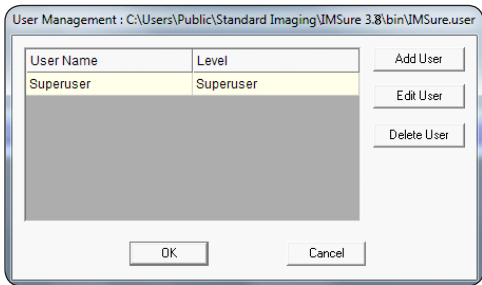 User Management : C:\Users\Public\Standard Imaging\IMSure 3.8\bin\IMSure.user
User Name Level
Superuser Superuser
Add User
Edit User
Delete User
OK Cancel